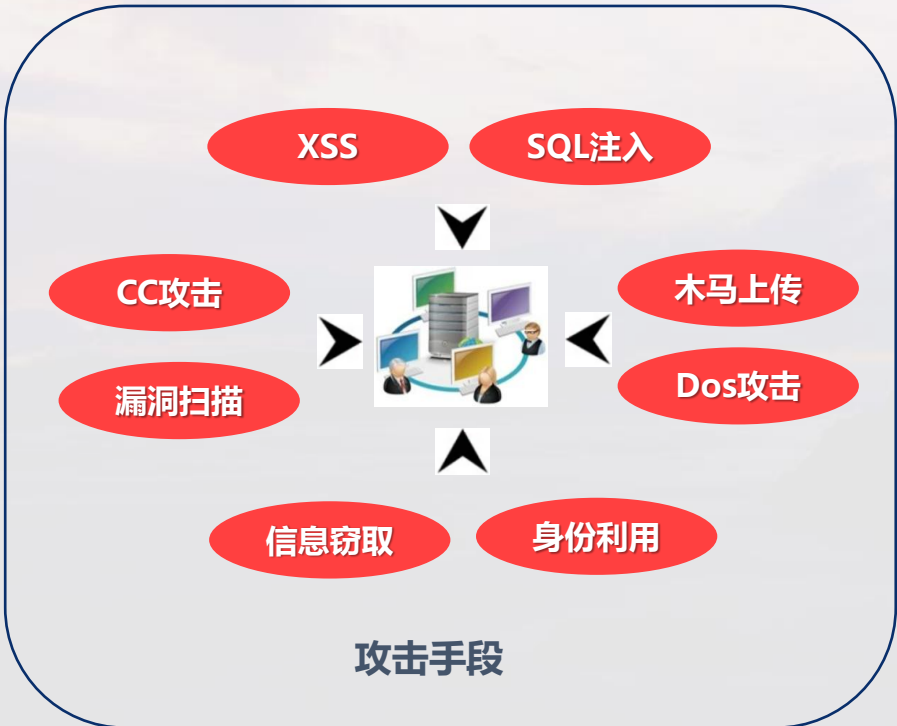 XSS
SQL注入
CC攻击
木马上传
漏洞扫描
Dos攻击
信息窃取
身份利用
攻击手段